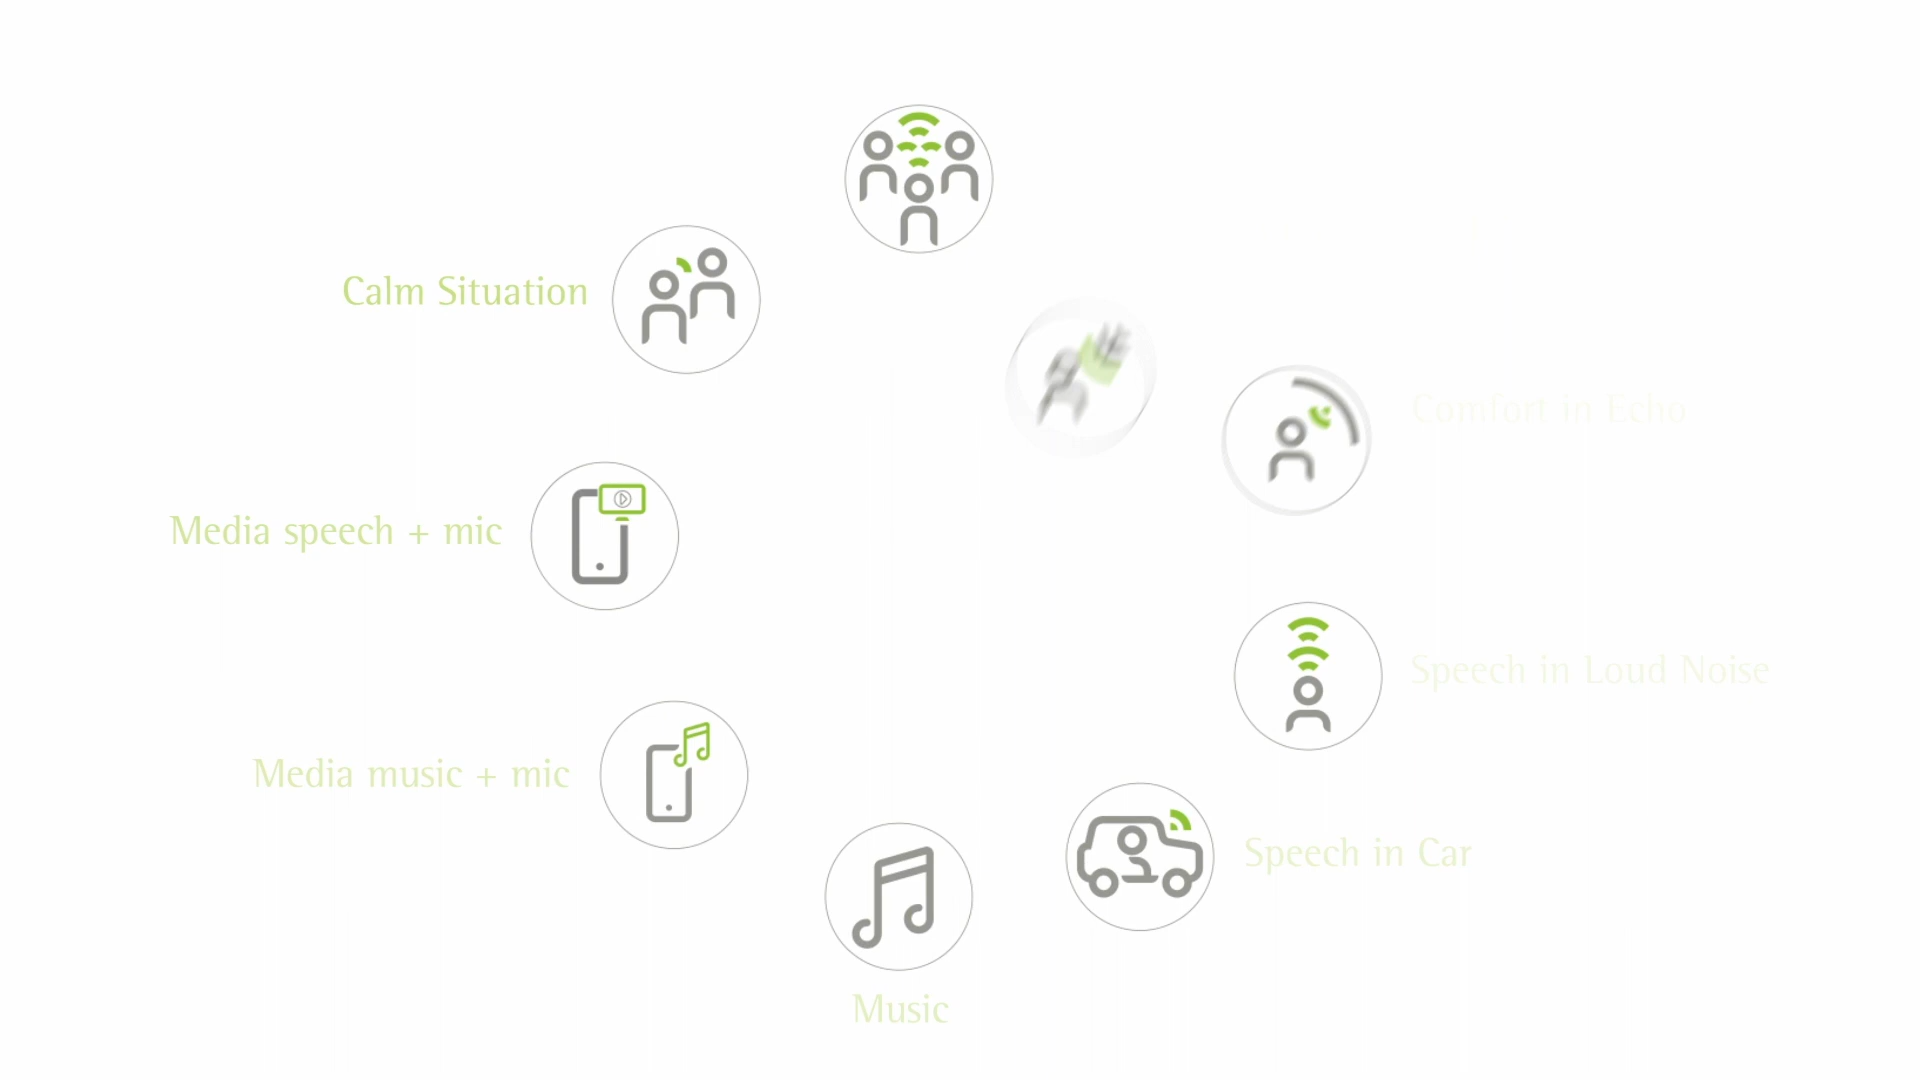 Calm Situation
Comfort in Echo
Media speech + mic
Speech in Loud Noise
Media music + mic
Speech in Car
Music